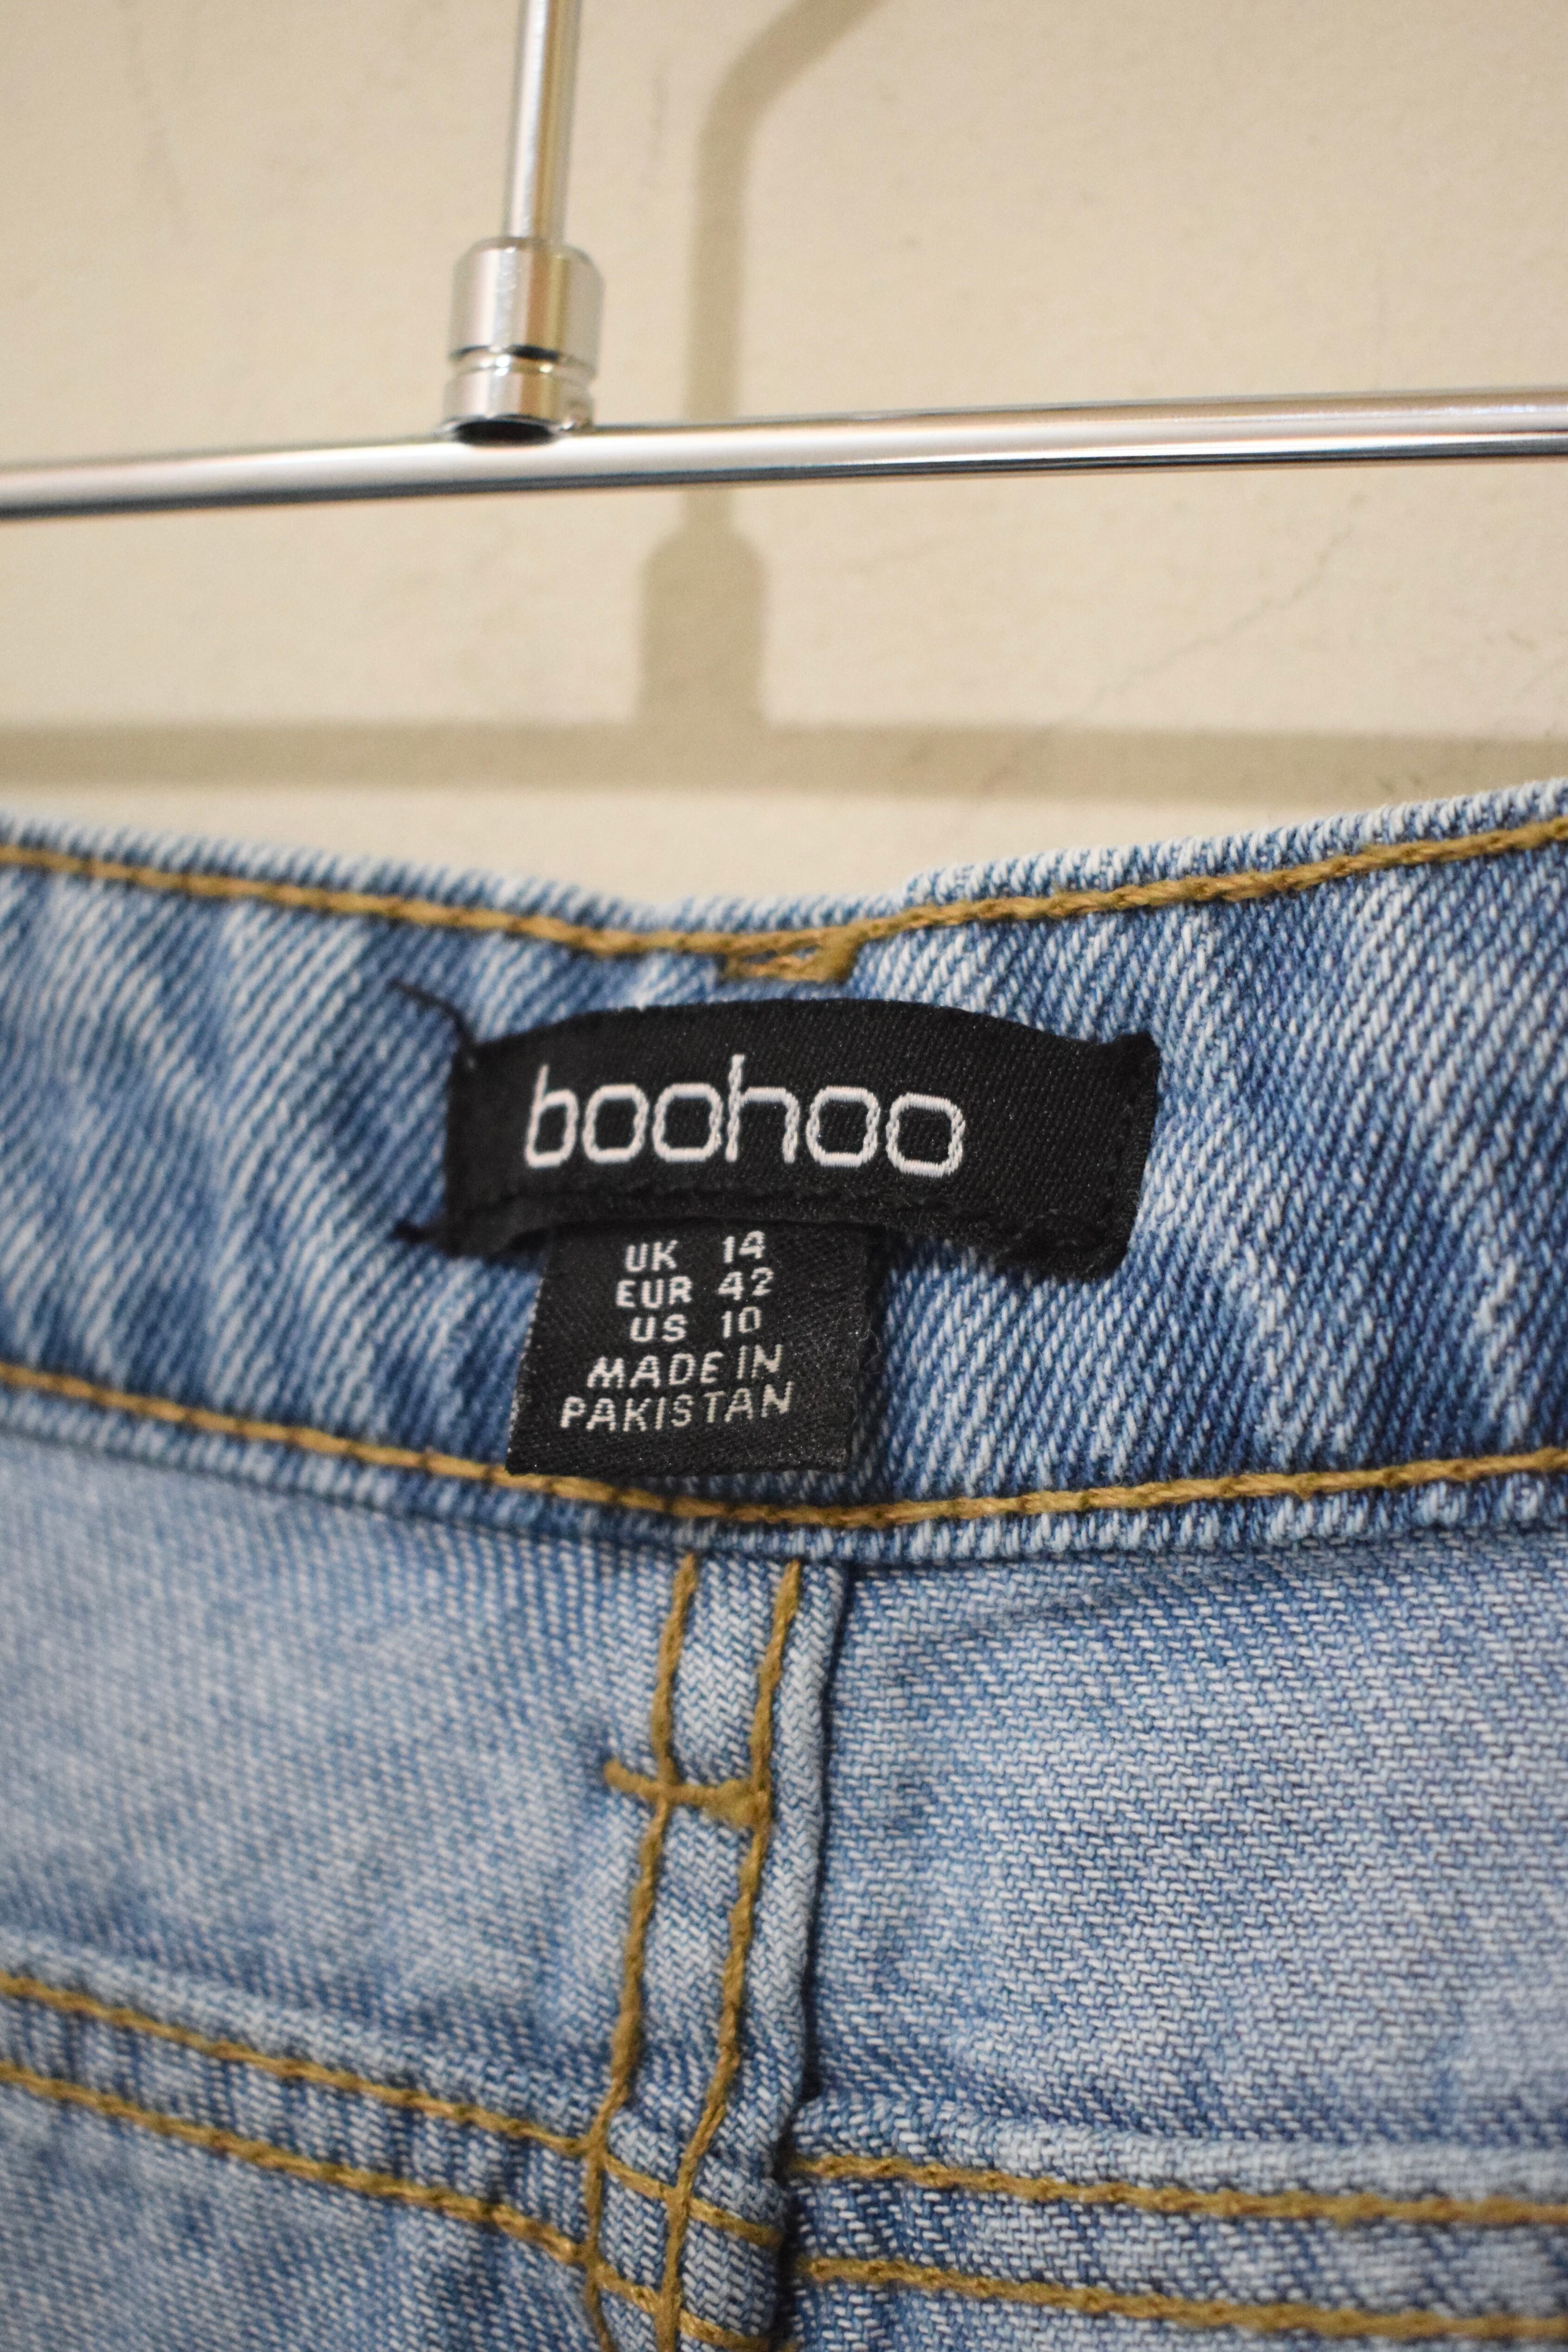 boohoo
UK 14
EUR 42
US 10
MADE IN
PAKISTAN